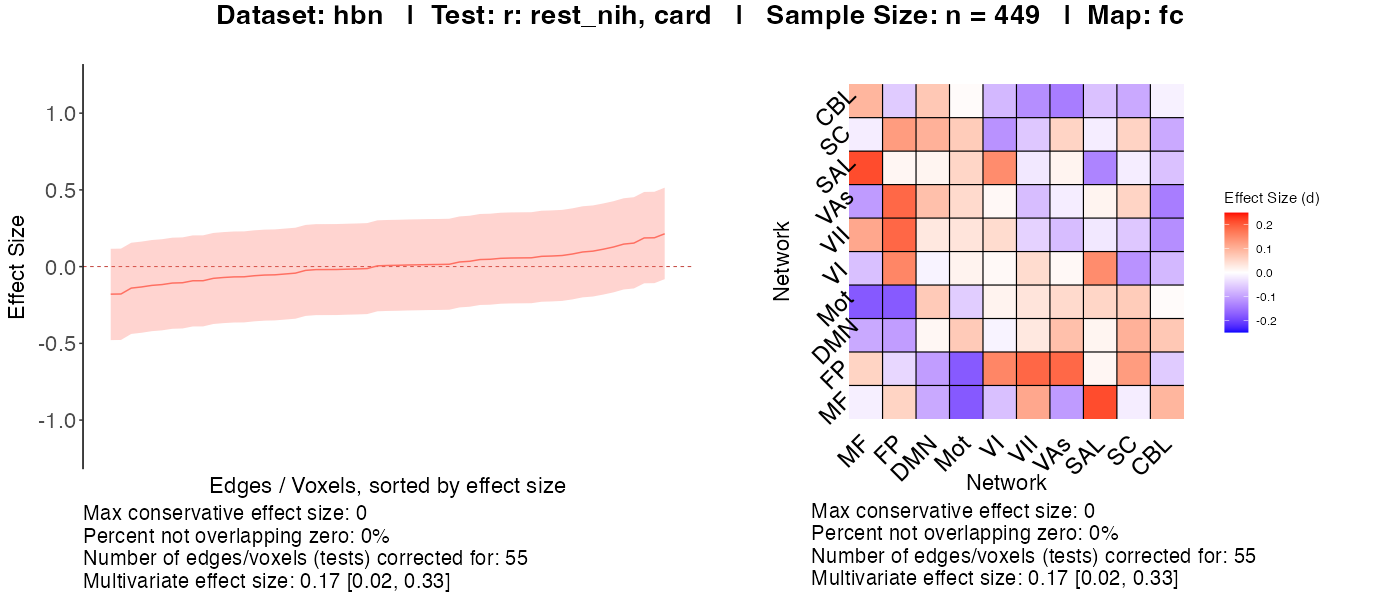 Dataset: hbn | Test: r: rest_nih, card | Sample Size: n = 449 | Map: fc
Effect Size
1.0
0.5
0.0
-0.5
-1.0
Edges / Voxels, sorted by effect size
Max conservative effect size: 0
Percent not overlapping zero: 0%
Number of edges/voxels (tests) corrected for: 55
Multivariate effect size: 0.17 [0.02, 0.33]
Network
CBL
SC
SAL
VAs
VII
VI
Mot
DMN
FP
MF
MF FP DMN Mot VI VII VAs SAL SC CBL
Network
Effect Size (d)
0.2
0.1
0.0
-0.1
-0.2
Max conservative effect size: 0
Percent not overlapping zero: 0%
Number of edges/voxels (tests) corrected for: 55
Multivariate effect size: 0.17 [0.02, 0.33]